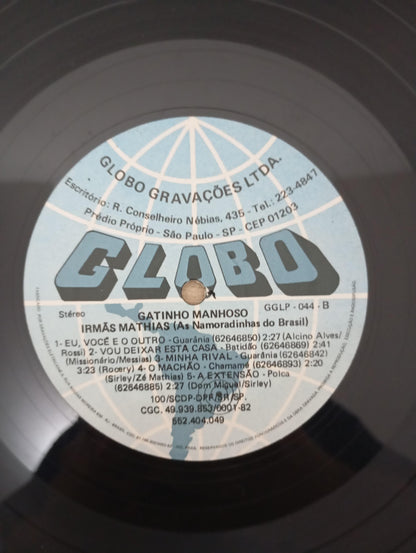 GLOBO GRAVAÇÕES LTDA.
Escritório: R. Conselheiro Nébias, 435 - Tel.: 223-4847
Prédio Próprio - São Paulo - SP - CEP 01203
GLOBO
Stéreo
GATINHO MANHOSO
GGLP - 044 - B
IRMÃS MATHIAS (As Namoradinhas do Brasil)
1- EU, VOCÊ E O OUTRO - Guarânia (62646850) 2:27 (Alcino Alves/
Rossi) 2- VOU DEIXAR ESTA CASA - Batidão (62646869) 2:41
(Missionário/Messias) 3- MINHA RIVAL - Guarânia (62646842)
3:23 (Rocery) 4- O MACHÃO - Chamamé (62646893) 2:20
(Sirley/Zé Mathias) 5- A EXTENSÃO - Polca
(62646885) 2:27 (Dom Miguel/Sirley)
100/SCDP-DPF/SR/SP.
CGC. 49.939.853/0001-82
552.404.049